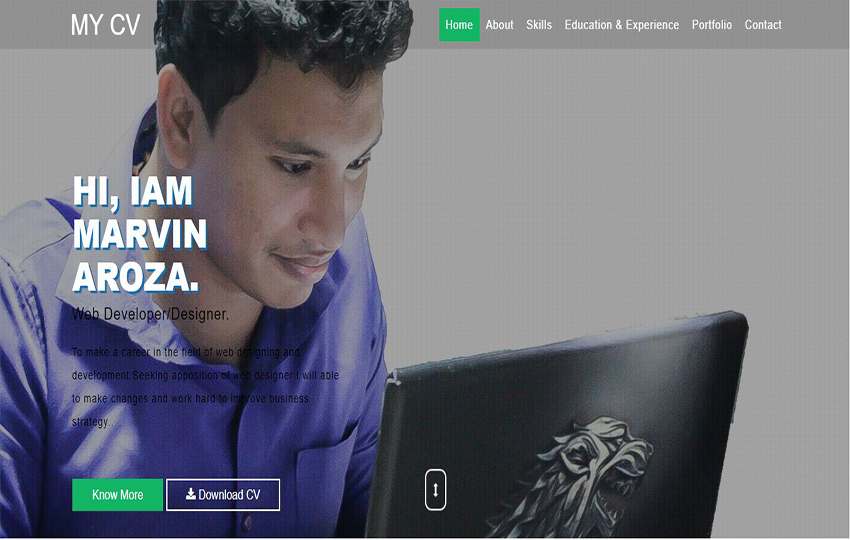 MY CV
Home About Skills Education & Experience Portfolio Contact
HI, IAM
MARVIN
AROZA.
Web Developer/Designer.
To make a career in the field of web designing and
development.Seeking apposition of web designer I will able
to make changes and work hard to improve business
strategy.
Know More
Download CV